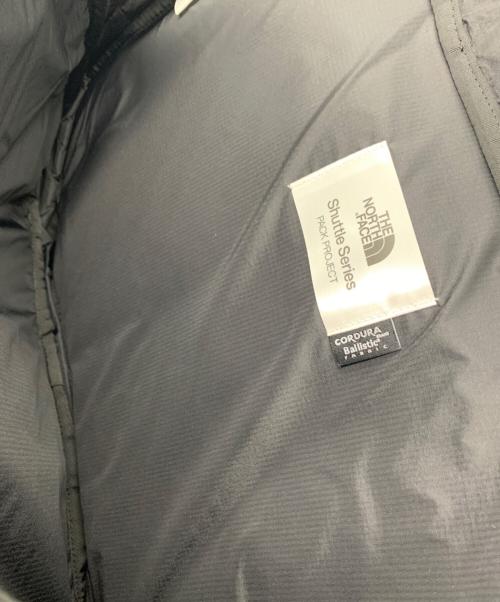 THE
NORTH
FACE
Shuttle Series
PACK PROJECT
CORDURA
Ballistic
FABRIC